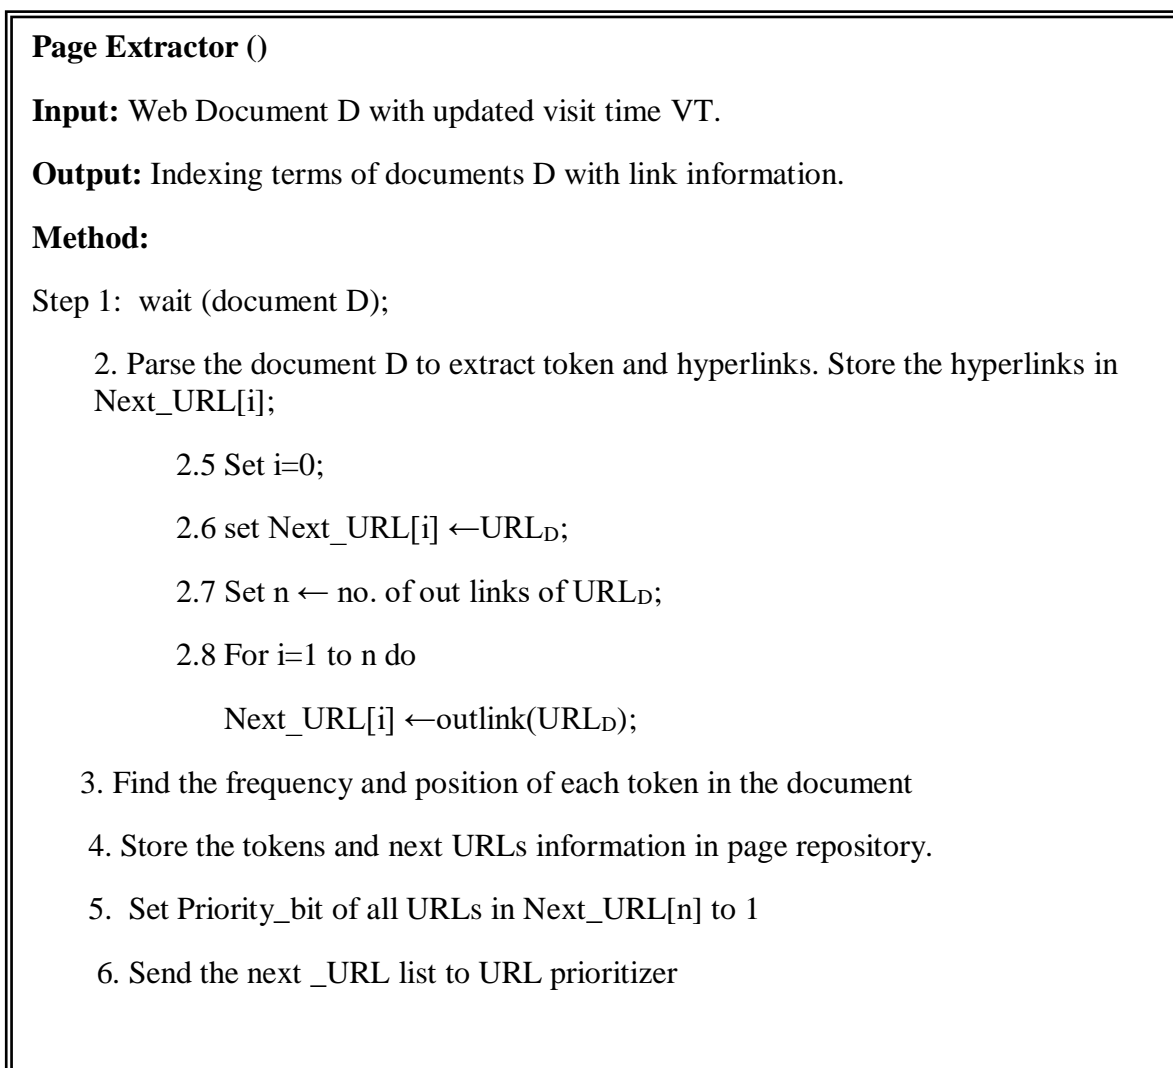 Page Extractor ()
Input: Web Document D with updated visit time VT.
Output: Indexing terms of documents D with link information.
Method:
Step 1:  wait (document D);
2. Parse the document D to extract token and hyperlinks. Store the hyperlinks in
Next_URL[i];
2.5 Set i=0;
2.6 set Next_URL[i] ←URL_D;
2.7 Set n ← no. of out links of URL_D;
2.8 For i=1 to n do
Next_URL[i] ←outlink(URL_D);
3. Find the frequency and position of each token in the document
4. Store the tokens and next URLs information in page repository.
5.  Set Priority_bit of all URLs in Next_URL[n] to 1
6. Send the next _URL list to URL prioritizer